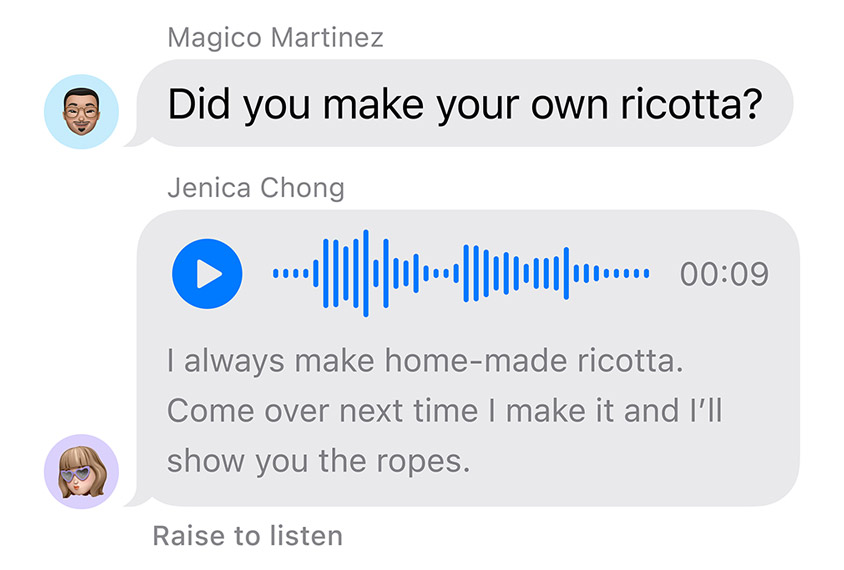 Magico Martinez
Did you make your own ricotta?
Jenica Chong
00:09
I always make home-made ricotta.
Come over next time I make it and I’ll
show you the ropes.
Raise to listen